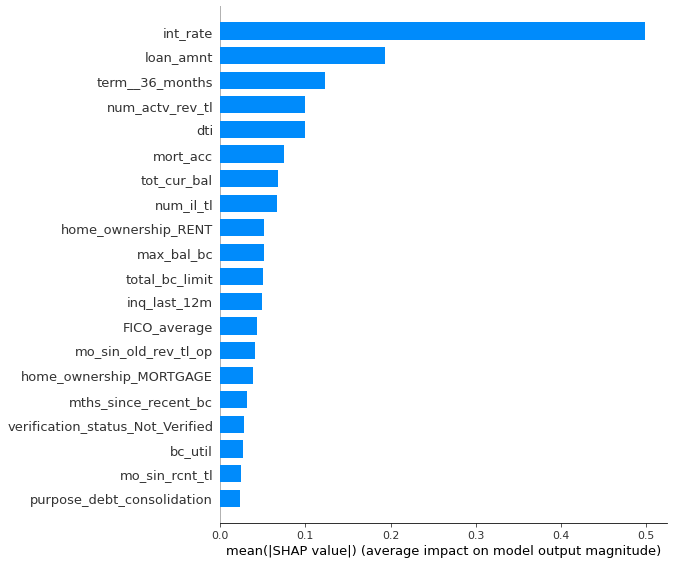 int_rate
loan_amnt
term__36_months
num_actv_rev_tl
dti
mort_acc
tot_cur_bal
num_il_tl
home_ownership_RENT
max_bal_bc
total_bc_limit
inq_last_12m
FICO_average
mo_sin_old_rev_tl_op
home_ownership_MORTGAGE
mths_since_recent_bc
verification_status_Not_Verified
bc_util
mo_sin_rcnt_tl
purpose_debt_consolidation
0.0 0.1 0.2 0.3 0.4 0.5
mean(|SHAP value|) (average impact on model output magnitude)